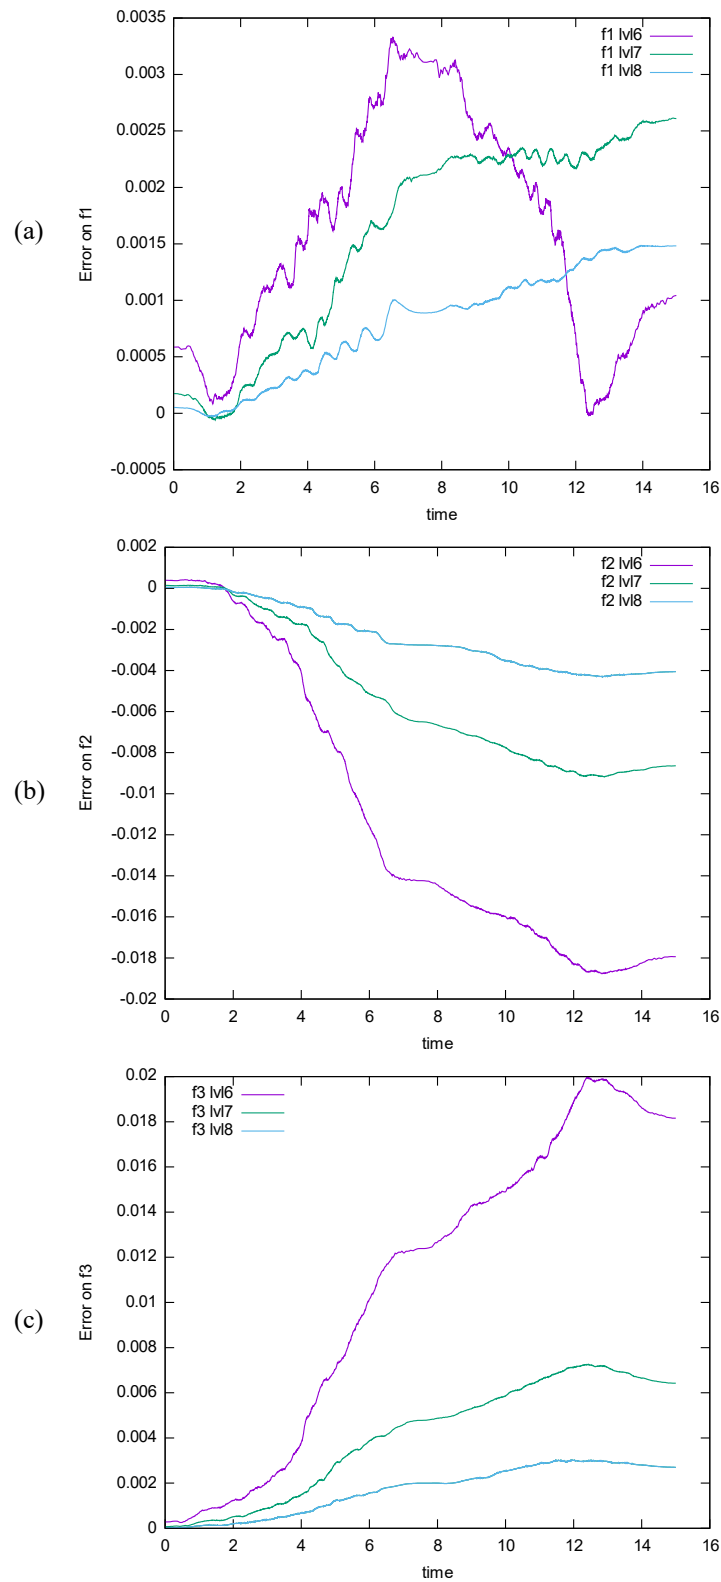 0.0035
f1 lvl6
f1 lvl7
f1 lvl8
0.003
0.0025
0.002
(a)
Error on f1
0.0015
0.001
0.0005
0
-0.0005
0 2 4 6 8 10 12 14 16
time
0.002
f2 lvl6
f2 lvl7
f2 lvl8
0
-0.002
-0.004
-0.006
-0.008
(b)
Error on f2
-0.01
-0.012
-0.014
-0.016
-0.018
-0.02
0 2 4 6 8 10 12 14 16
time
0.02
f3 lvl6
f3 lvl7
f3 lvl8
0.018
0.016
0.014
0.012
0.01
(c)
Error on f3
0.008
0.006
0.004
0.002
0
0 2 4 6 8 10 12 14 16
time